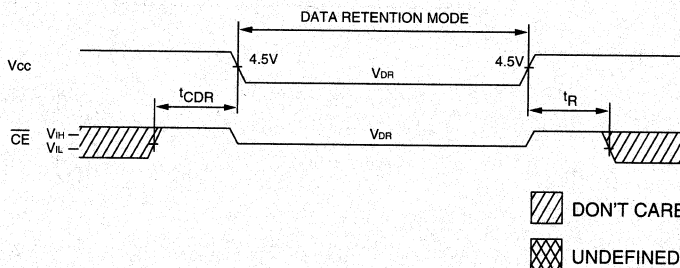 DATA RETENTION MODE
Vcc
4.5V
VDR
4.5V
tCDR
tR
CE
VIH
VIL
VDR
DON'T CARE
UNDEFINED